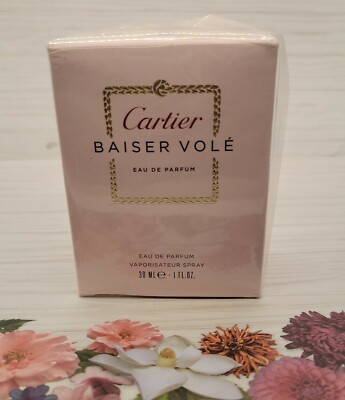 Cartier
BAISER VOLÉ
EAU DE PARFUM
EAU DE PARFUM
VAPORISATEUR SPRAY
30 ML ℮ - 1 FL.OZ.